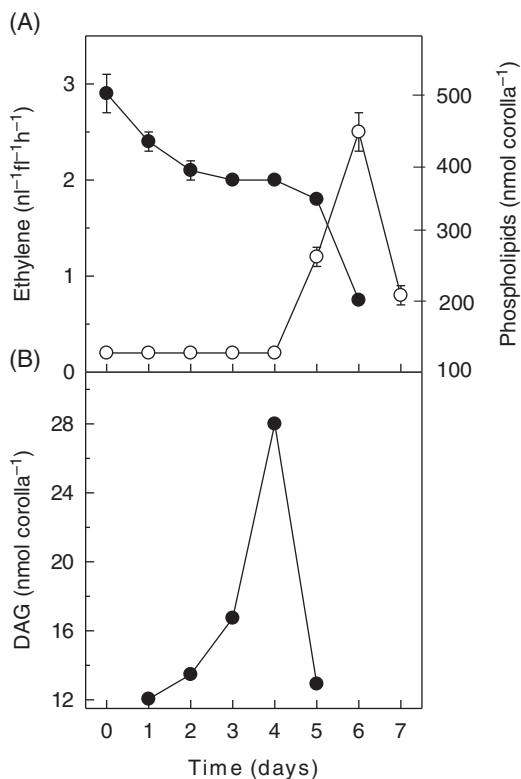 (A)
Ethylene (nl⁻¹fl⁻¹h⁻¹)
3
2
1
0
Phospholipids (nmol corolla⁻¹)
500
400
300
200
100
(B)
DAG (nmol corolla⁻¹)
28
24
20
16
12
0 1 2 3 4 5 6 7
Time (days)